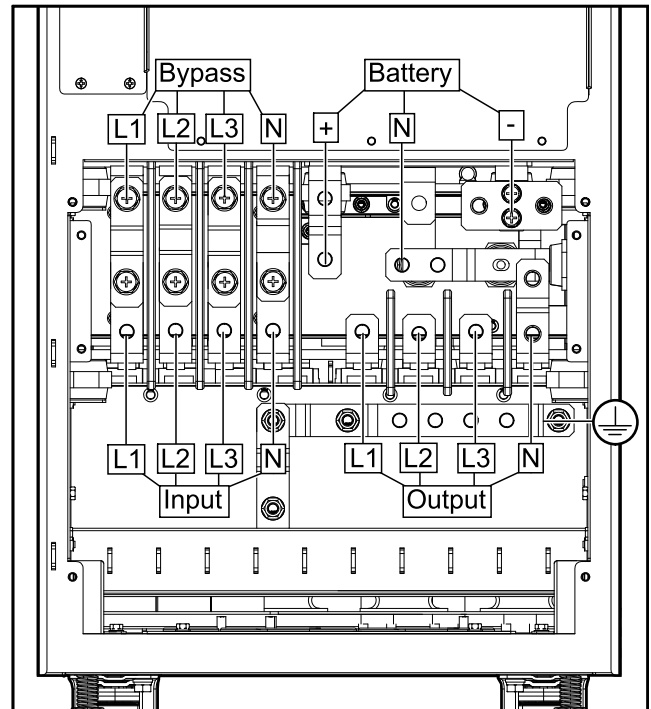 Bypass Battery
L1 L2 L3 N + N -
L1 L2 L3 N L1 L2 L3 N
Input Output